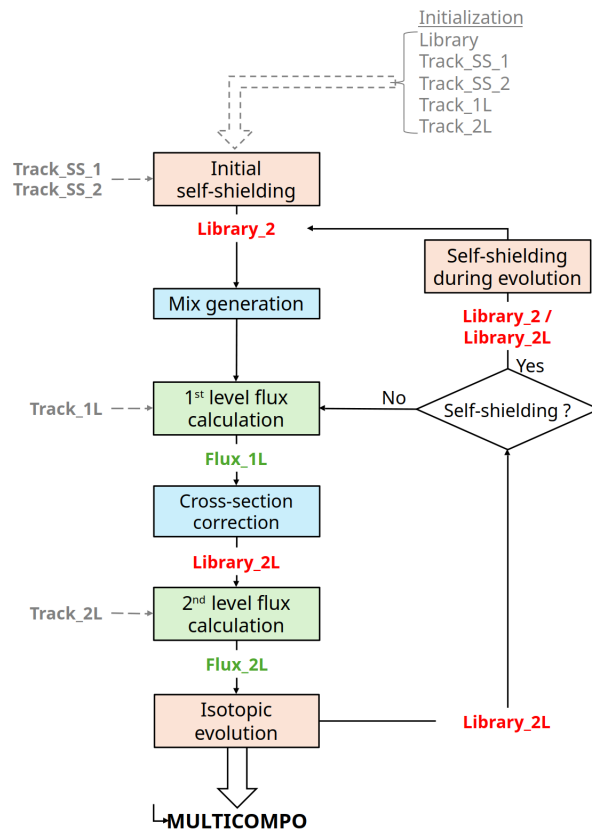 Initialization
Library
Track_SS_1
Track_SS_2
Track_1L
Track_2L
Track_SS_1
Track_SS_2
Initial
self-shielding
Library_2
Self-shielding
during evolution
Mix generation
Library_2 /
Library_2L
Yes
No
Self-shielding ?
Track_1L
1st level flux
calculation
Flux_1L
Cross-section
correction
Library_2L
Track_2L
2nd level flux
calculation
Flux_2L
Isotopic
evolution
Library_2L
MULTICOMPO